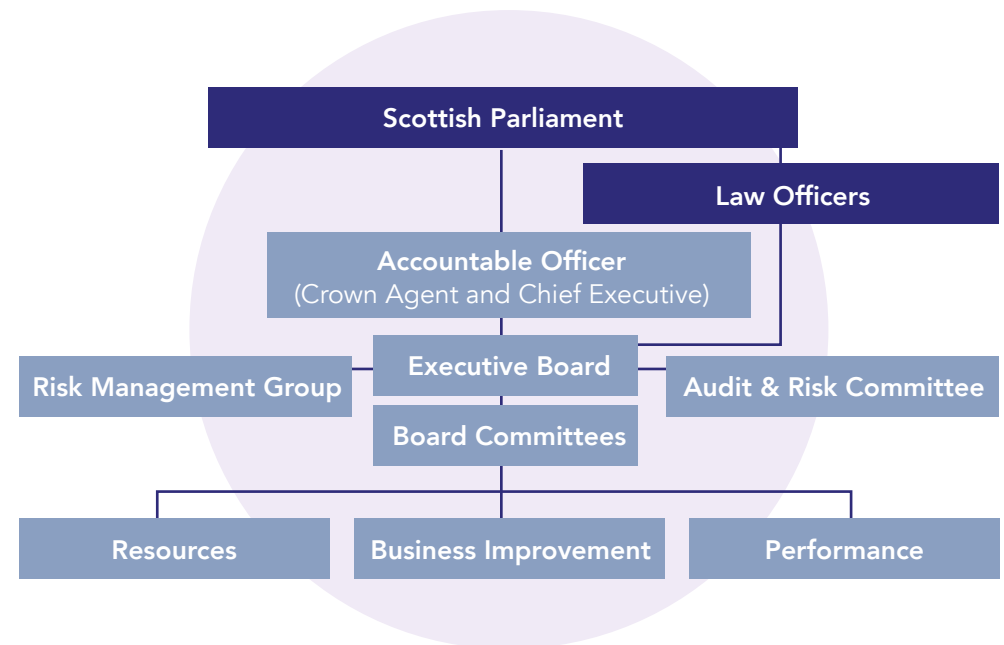 Scottish Parliament
Law Officers
Accountable Officer
(Crown Agent and Chief Executive)
Executive Board
Risk Management Group
Audit & Risk Committee
Board Committees
Resources
Business Improvement
Performance